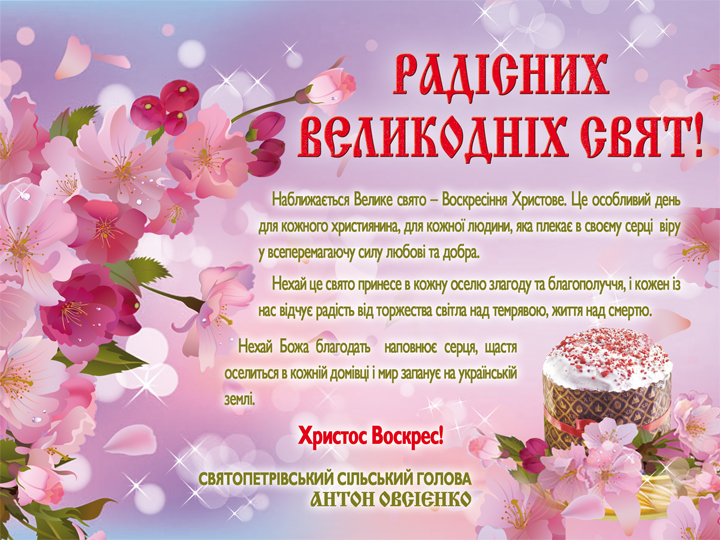 РАДІСНИХ
ВЕЛИКОДНІХ СВЯТ!
Наближається Велике свято – Воскресіння Христове. Це особливий день
для кожного християнина, для кожної людини, яка плекає в своєму серці віру
у всеперемагаючу силу любові та добра.
Нехай це свято принесе в кожну оселю злагоду та благополуччя, і кожен із
нас відчує радість від торжества світла над темрявою, життя над смертю.
Нехай Божа благодать наповнює серця, щастя
оселиться в кожній домівці і мир запанує на українській
землі.
Христос Воскрес!
СВЯТОПЕТРІВСЬКИЙ СІЛЬСЬКИЙ ГОЛОВА
АНТОН ОВСІЄНКО